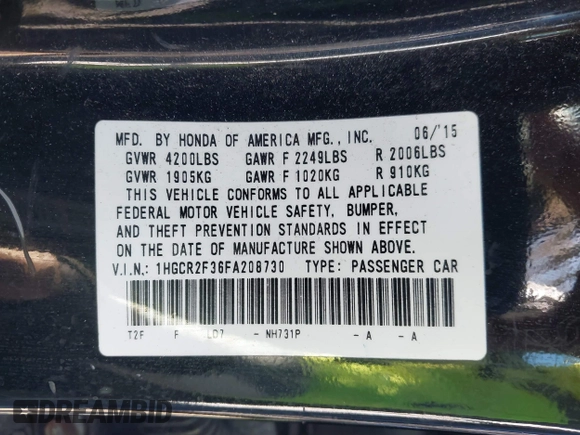 MFD. BY HONDA OF AMERICA MFG., INC. 06/'15
GVWR 4200LBS GAWR F 2249LBS R 2006LBS
GVWR 1905KG GAWR F 1020KG R 910KG
THIS VEHICLE CONFORMS TO ALL APPLICABLE
FEDERAL MOTOR VEHICLE SAFETY, BUMPER,
AND THEFT PREVENTION STANDARDS IN EFFECT
ON THE DATE OF MANUFACTURE SHOWN ABOVE.
V.I.N.: 1HGCR2F36FA208730 TYPE: PASSENGER CAR
T2F F LD7 - NH731P - A - A
DREAMBID